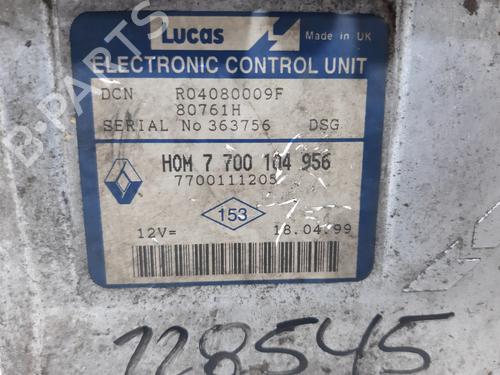 Lucas
Made in UK
ELECTRONIC CONTROL UNIT
DCN R04080009F
80761H
SERIAL No 363756 DSG
HOM 7 700 104 956
7700111205
153
12V= 18.04.99
128545
B-PARTS